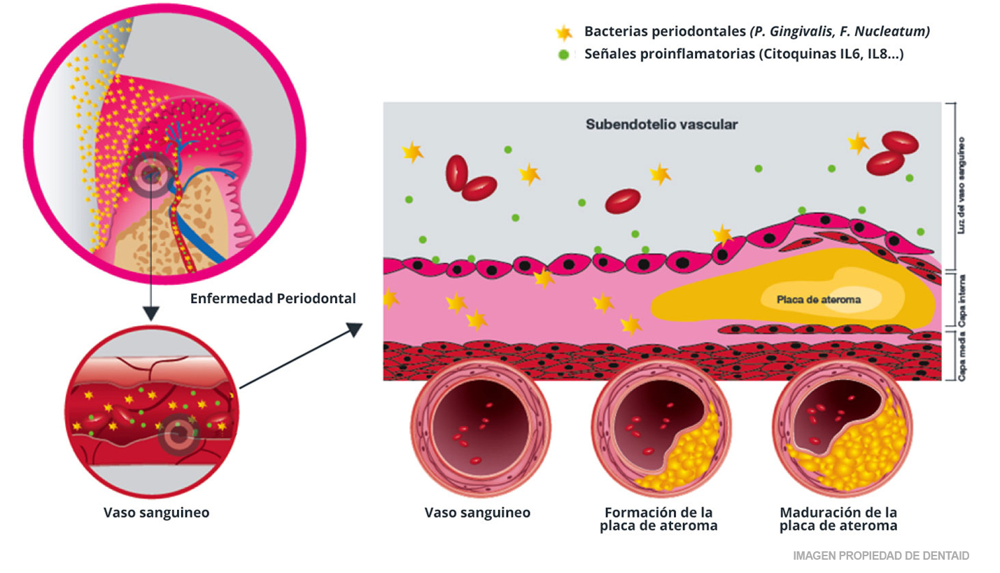 Bacterias periodontales (P. Gingivalis, F. Nucleatum)
Señales proinflamatorias (Citoquinas IL6, IL8...)
Subendotelio vascular
Luz del vaso sanguíneo
Enfermedad Periodontal
Placa de ateroma
Capa interna
Capa media
Vaso sanguineo
Vaso sanguineo
Formación de la
placa de ateroma
Maduración de la
placa de ateroma
IMAGEN PROPIEDAD DE DENTAID